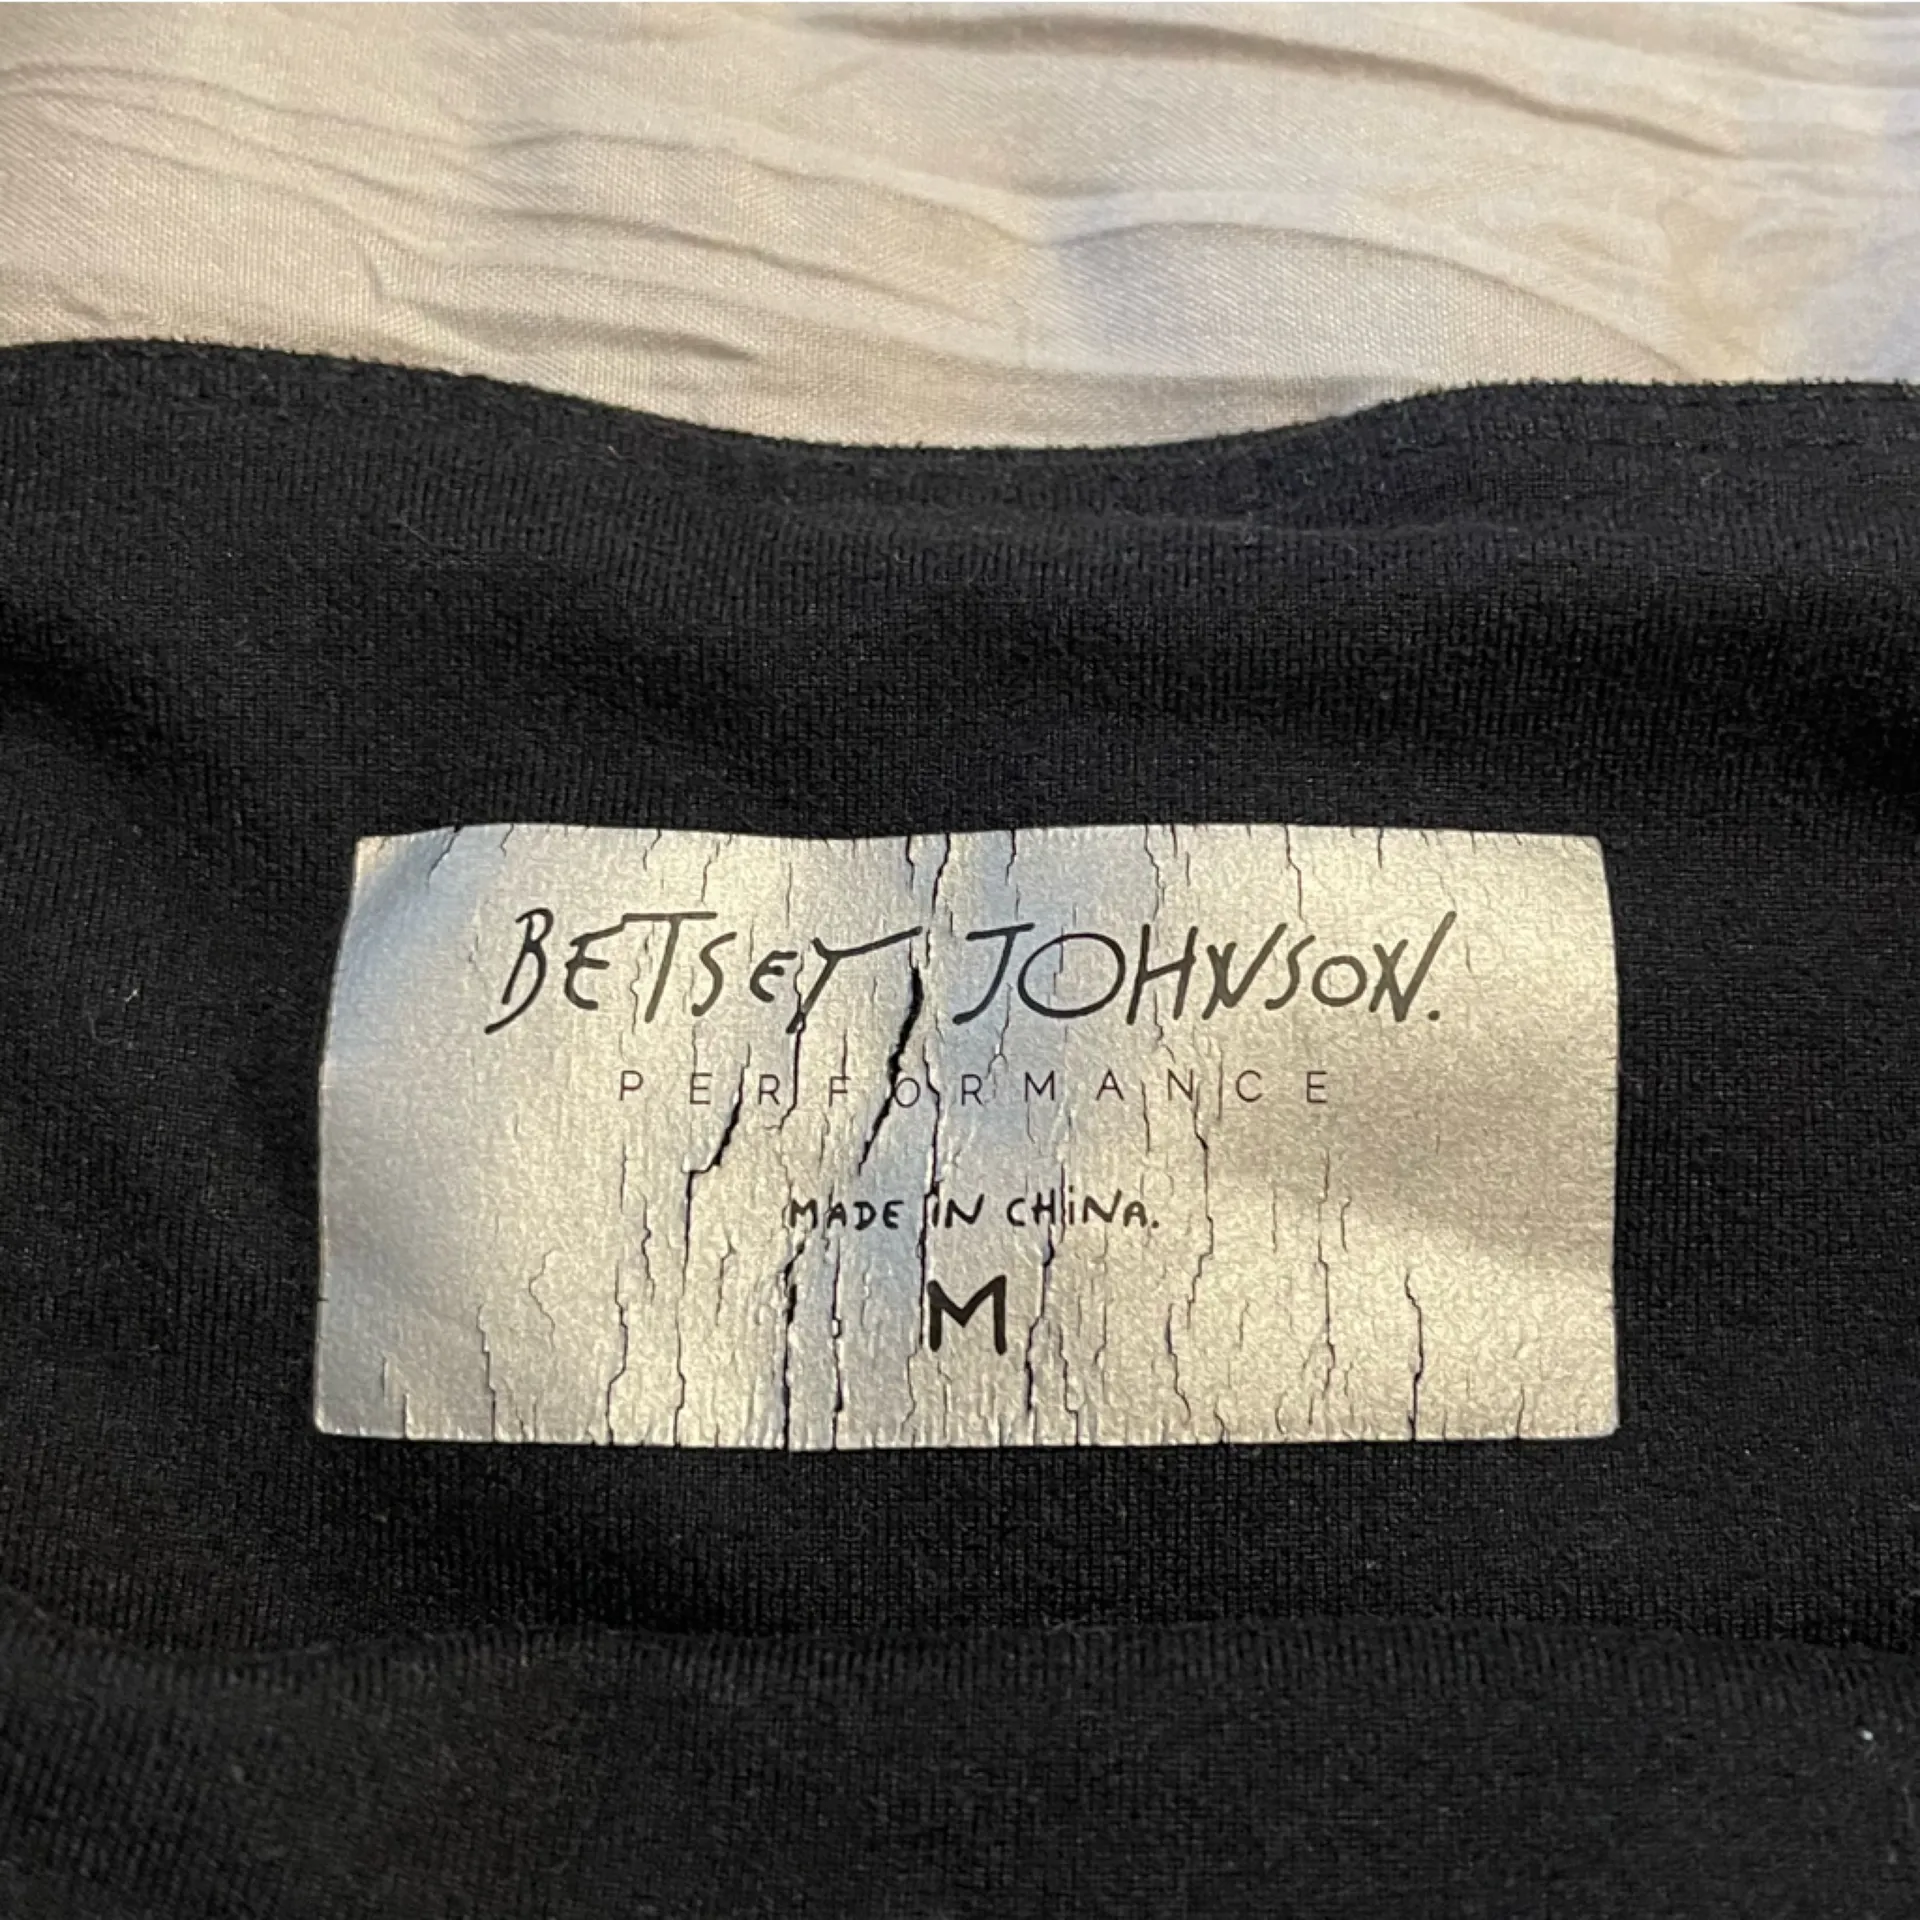 BETSEY JOHNSON.
PERFORMANCE
MADE IN CHINA.
M